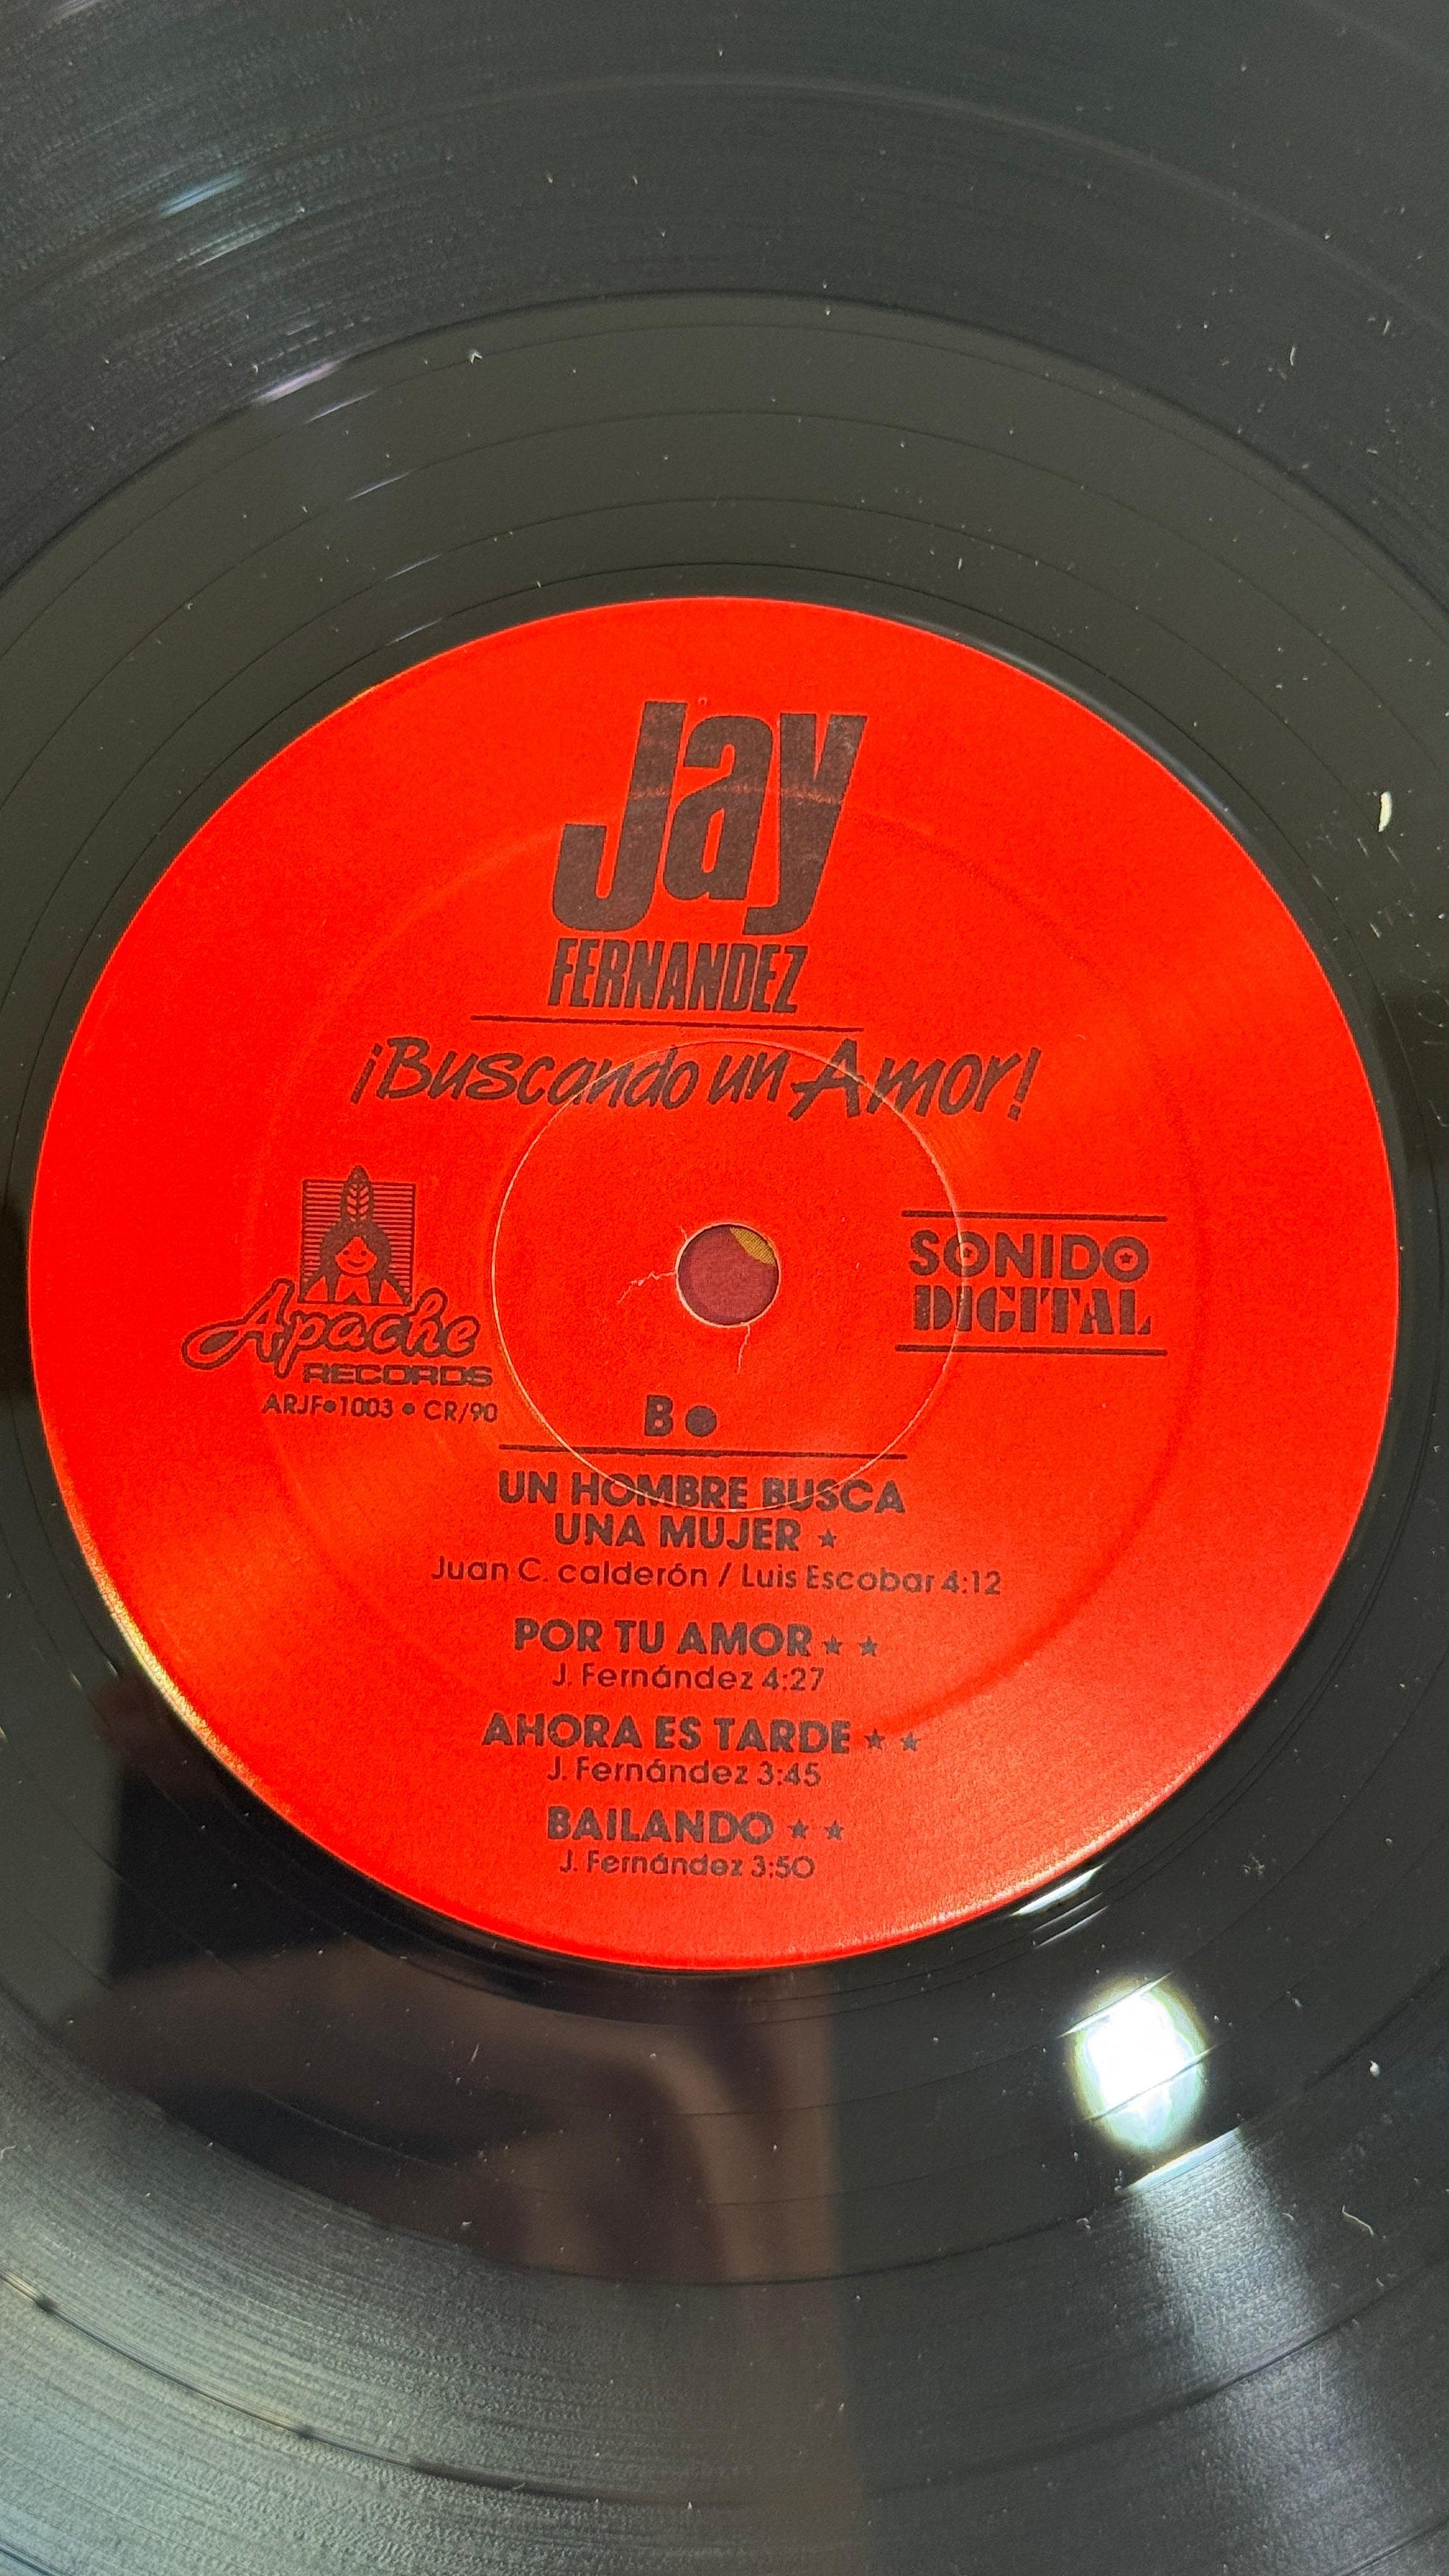 Jay
FERNANDEZ
¡Buscando un Amor!
SONIDO
DIGITAL
Apache
RECORDS
ARJF•1003 • CR/90
B●
UN HOMBRE BUSCA
UNA MUJER ★
Juan C. calderón / Luis Escobar 4:12
POR TU AMOR ★ ★
J. Fernández 4:27
AHORA ES TARDE ★ ★
J. Fernández 3:45
BAILANDO ★ ★
J. Fernández 3:50